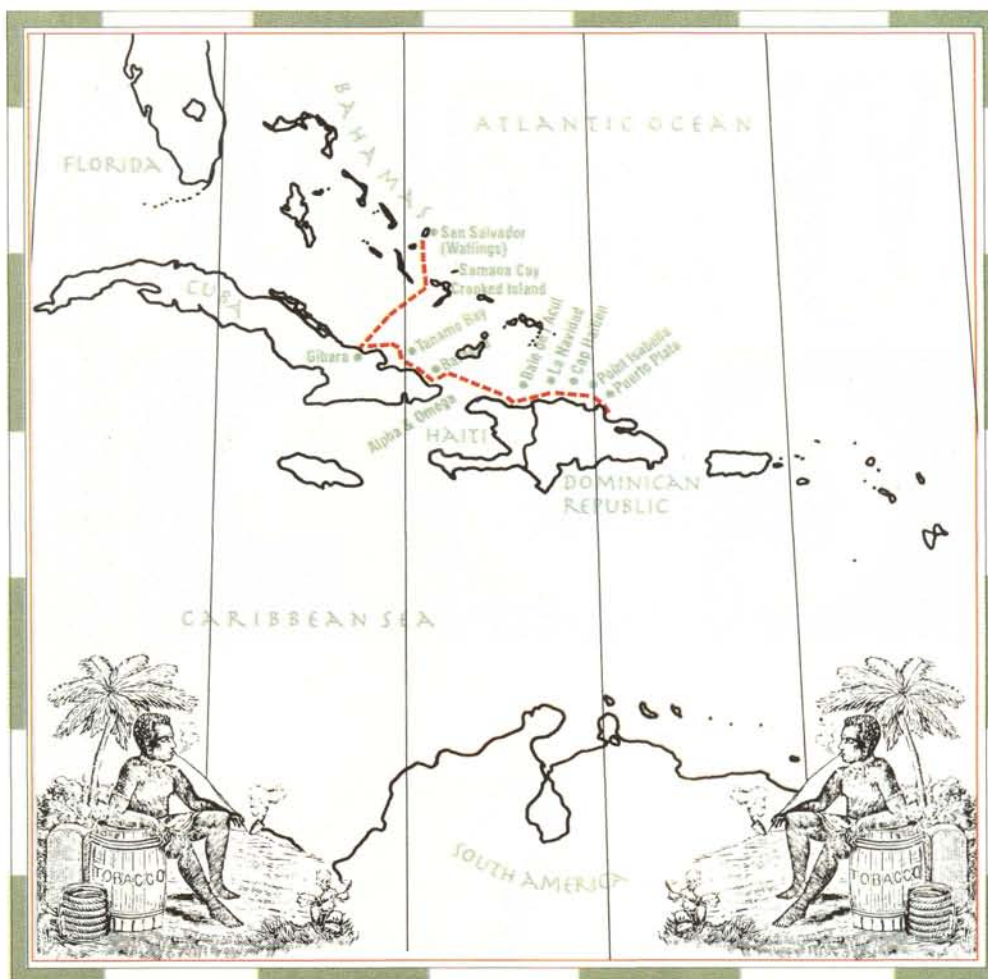 BAHAMAS
ATLANTIC OCEAN
FLORIDA
San Salvador
(Watlings)
Samana Cay
Crooked Island
CUBA
Gibara
Tanamo Bay
Alpha & Omega
Baie de l'Acul
La Navidad
Cap Haitien
Point Isabella
Puerto Plata
HAITI
DOMINICAN
REPUBLIC
CARIBBEAN SEA
SOUTH AMERICA
TOBACCO
TOBACCO